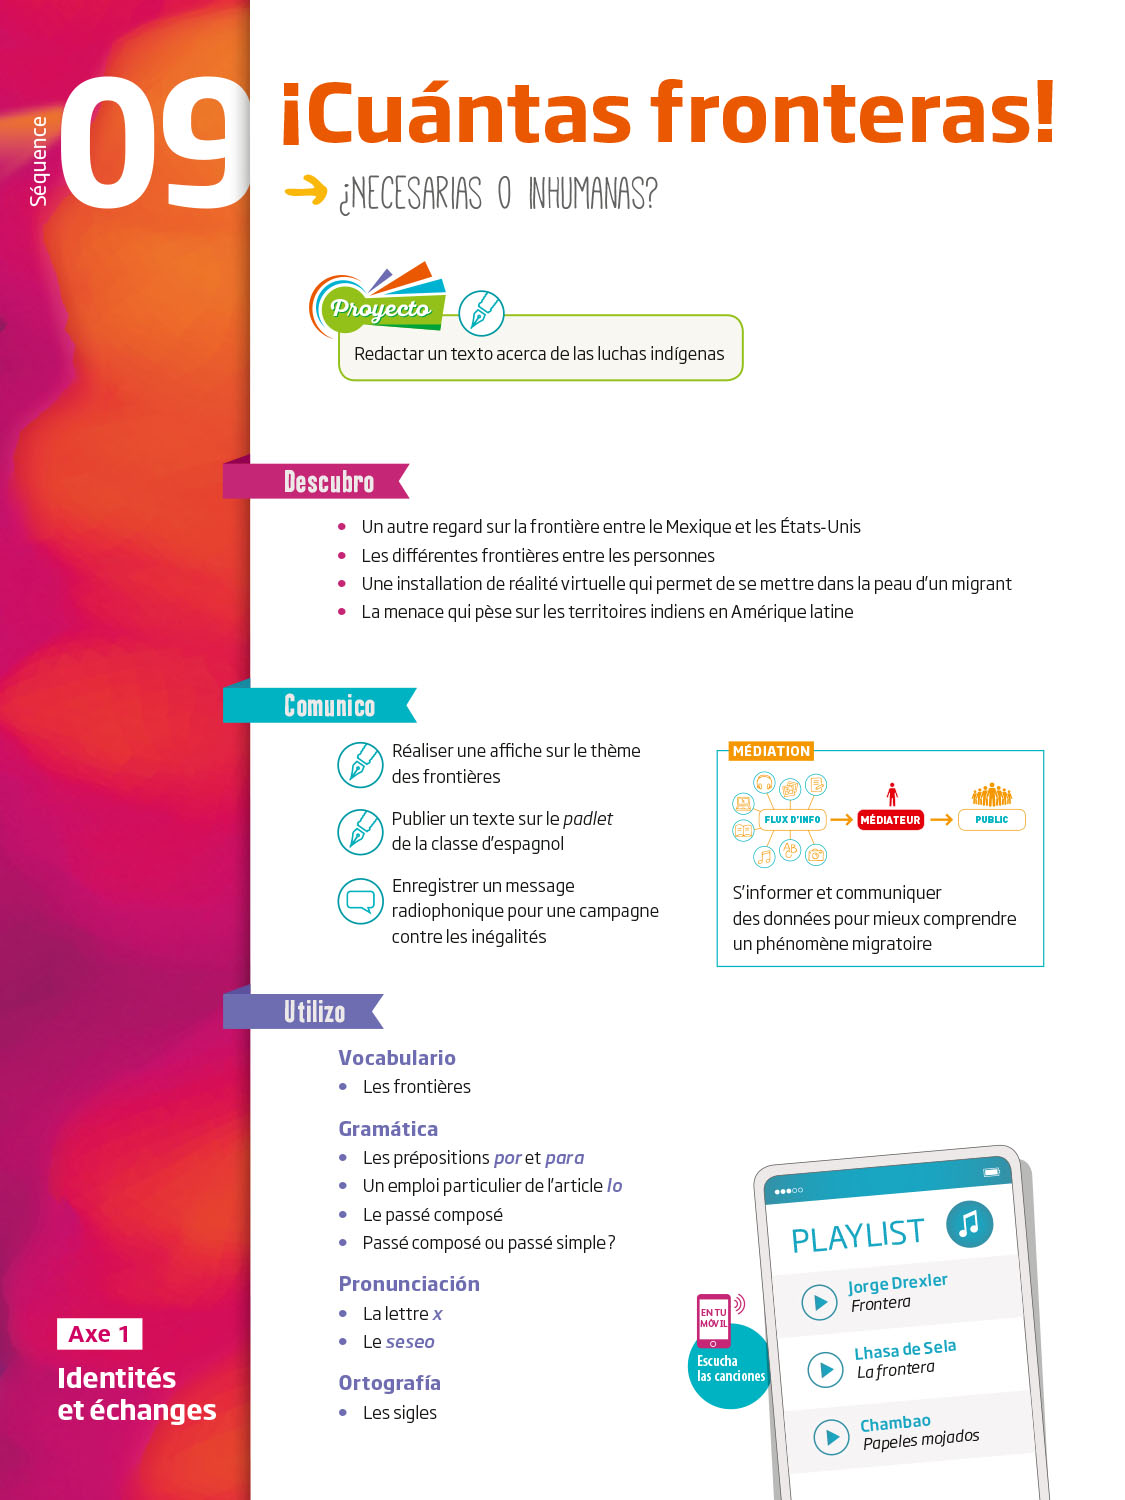 Séquence
09
¡Cuántas fronteras!
¿NECESARIAS O INHUMANAS?
Proyecto
Redactar un texto acerca de las luchas indígenas
Descubro
• Un autre regard sur la frontière entre le Mexique et les États-Unis
• Les différentes frontières entre les personnes
• Une installation de réalité virtuelle qui permet de se mettre dans la peau d'un migrant
• La menace qui pèse sur les territoires indiens en Amérique latine
Comunico
Réaliser une affiche sur le thème
des frontières
Publier un texte sur le padlet
de la classe d'espagnol
Enregistrer un message
radiophonique pour une campagne
contre les inégalités
MÉDIATION
FLUX D'INFO
MÉDIATEUR
PUBLIC
ABC
S'informer et communiquer
des données pour mieux comprendre
un phénomène migratoire
Utilizo
Vocabulario
• Les frontières
Gramática
• Les prépositions por et para
• Un emploi particulier de l'article lo
• Le passé composé
• Passé composé ou passé simple ?
Pronunciación
• La lettre x
• Le seseo
Ortografía
• Les sigles
Axe 1
Identités
et échanges
EN TU
MÓVIL
Escucha
las canciones
PLAYLIST
Jorge Drexler
Frontera
Lhasa de Sela
La frontera
Chambao
Papeles mojados